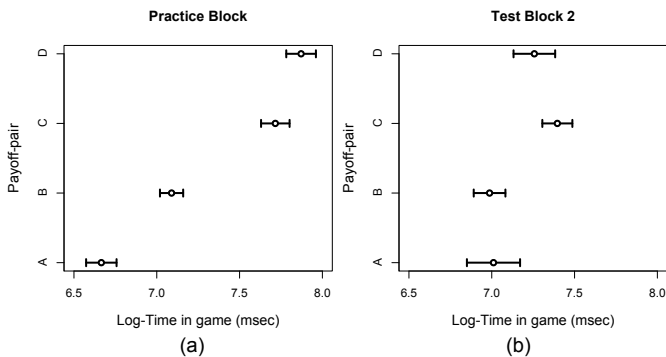 Practice Block
D
C
B
A
Payoff-pair
6.5 7.0 7.5 8.0
Log-Time in game (msec)
(a)
Test Block 2
D
C
B
A
Payoff-pair
6.5 7.0 7.5 8.0
Log-Time in game (msec)
(b)